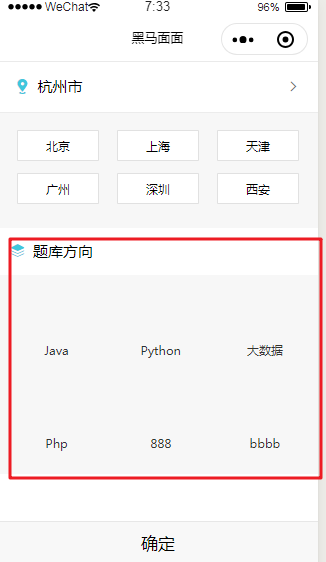 WeChat 7:33 96%
黑马面面
杭州市
北京 上海 天津
广州 深圳 西安
题库方向
Java Python 大数据
Php 888 bbbb
确定